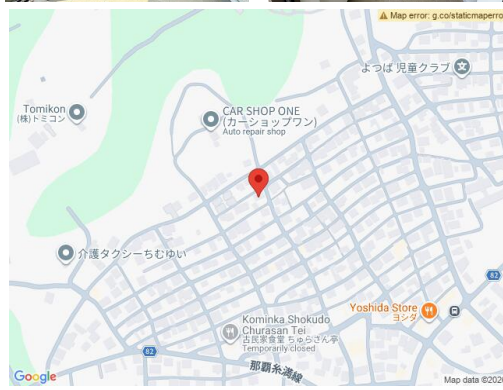 Map error: g.co/staticmaperro
よつば 児童クラブ
Tomikon
(株)トミコン
CAR SHOP ONE
(カーショップワン)
Auto repair shop
介護タクシーちむゆい
82
Yoshida Store
ヨシダ
Kominka Shokudo
Churasan Tei
古民家食堂 ちゅらさん亭
Temporarily closed
82
那覇糸満線
Google
Map data ©202